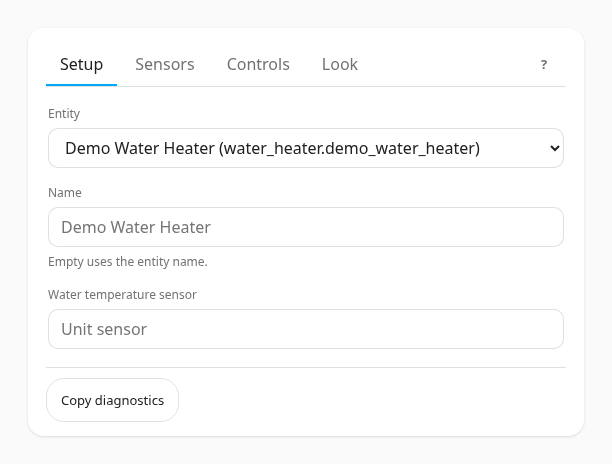 Setup Sensors Controls Look ?
Entity
Demo Water Heater (water_heater.demo_water_heater)
Name
Demo Water Heater
Empty uses the entity name.
Water temperature sensor
Unit sensor
Copy diagnostics